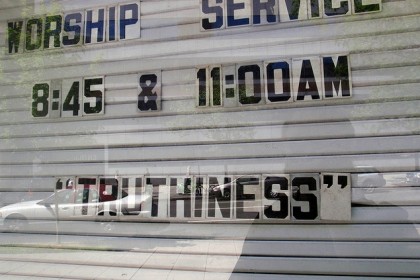 WORSHIP SERVICE
8:45 & 11:00AM
“TRUTHINESS”